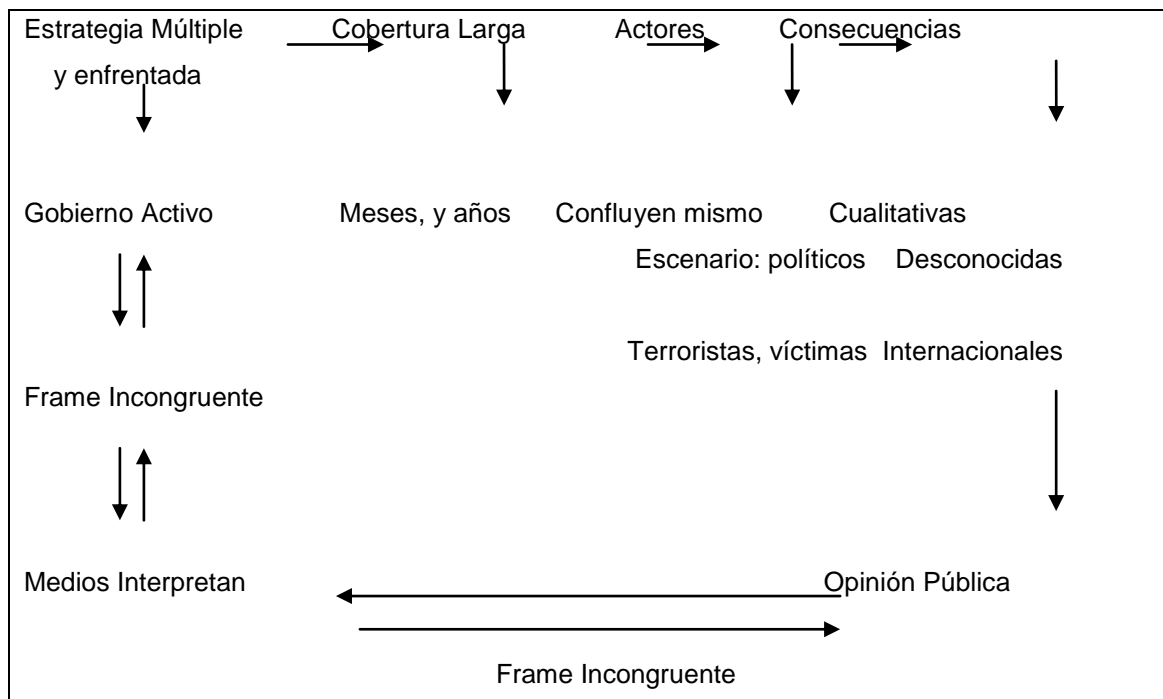 Estrategia Múltiple Cobertura Larga Actores Consecuencias
y enfrentada
Gobierno Activo Meses, y años Confluyen mismo Cualitativas
Escenario: políticos Desconocidas
Terroristas, víctimas Internacionales
Frame Incongruente
Medios Interpretan Opinión Pública
Frame Incongruente